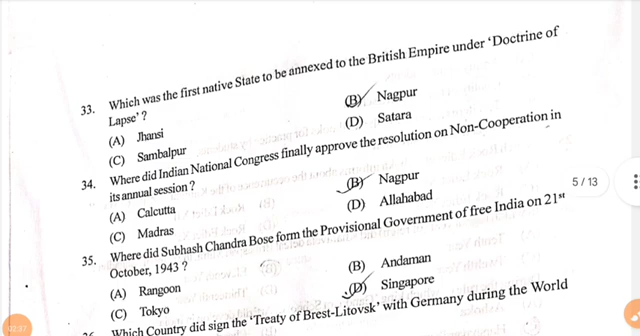 33. Which was the first native State to be annexed to the British Empire under ‘Doctrine of
Lapse’ ?
(A) Jhansi
(B) Nagpur
(C) Sambalpur
(D) Satara
34. Where did Indian National Congress finally approve the resolution on Non-Cooperation in
its annual session ?
(A) Calcutta
(B) Nagpur
(C) Madras
(D) Allahabad
5 / 13
35. Where did Subhash Chandra Bose form the Provisional Government of free India on 21st
October, 1943 ?
(A) Rangoon
(B) Andaman
(C) Tokyo
(D) Singapore
Which Country did sign the ‘Treaty of Brest-Litovsk’ with Germany during the World